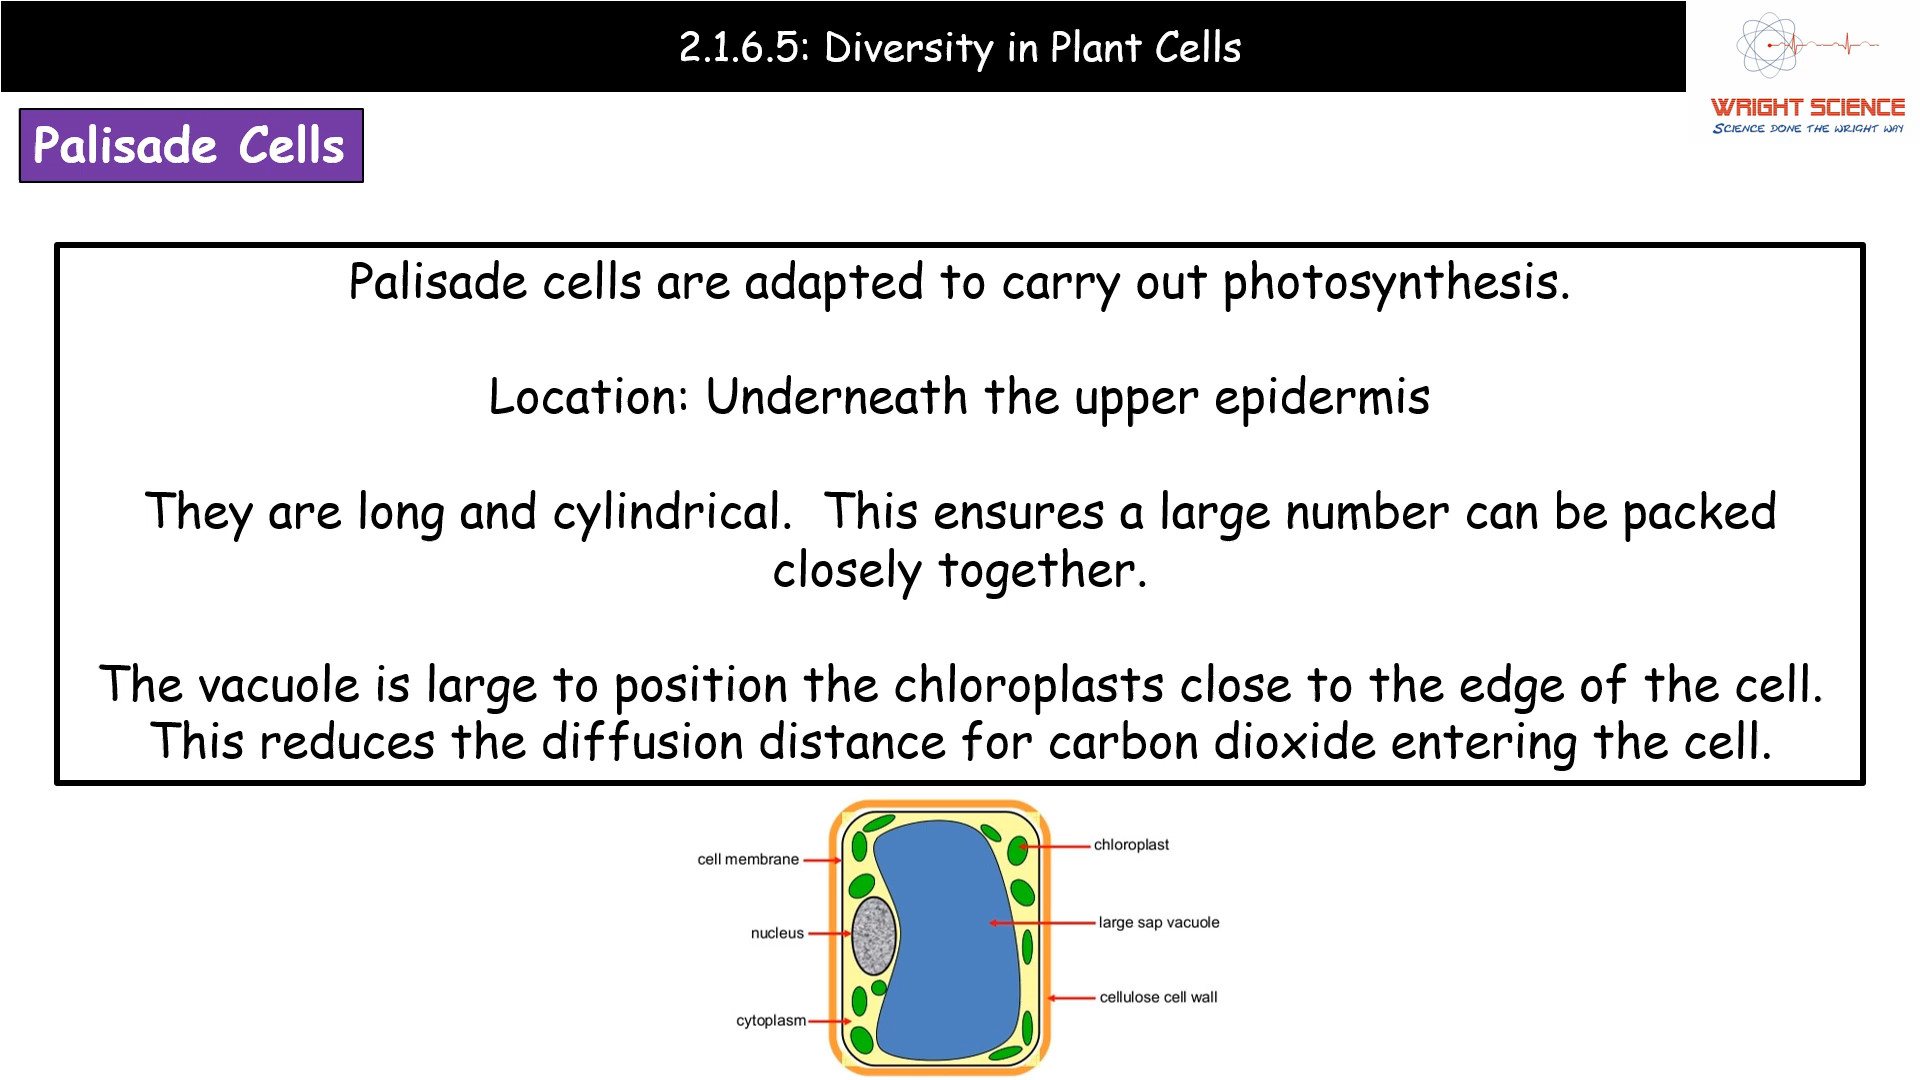 2.1.6.5: Diversity in Plant Cells
WRIGHT SCIENCE
SCIENCE DONE THE WRIGHT WAY
Palisade Cells
Palisade cells are adapted to carry out photosynthesis.
Location: Underneath the upper epidermis
They are long and cylindrical. This ensures a large number can be packed
closely together.
The vacuole is large to position the chloroplasts close to the edge of the cell.
This reduces the diffusion distance for carbon dioxide entering the cell.
cell membrane
nucleus
cytoplasm
chloroplast
large sap vacuole
cellulose cell wall